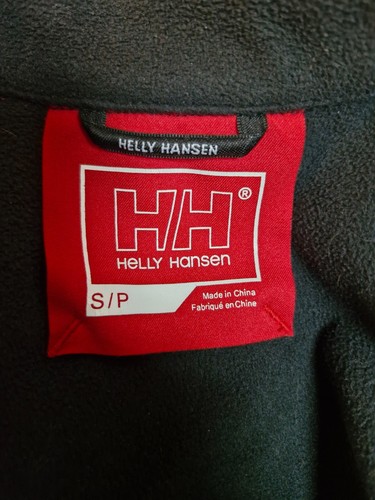 HELLY HANSEN
HH®
HELLY HANSEN
S/P
Made in China
Fabriqué en Chine